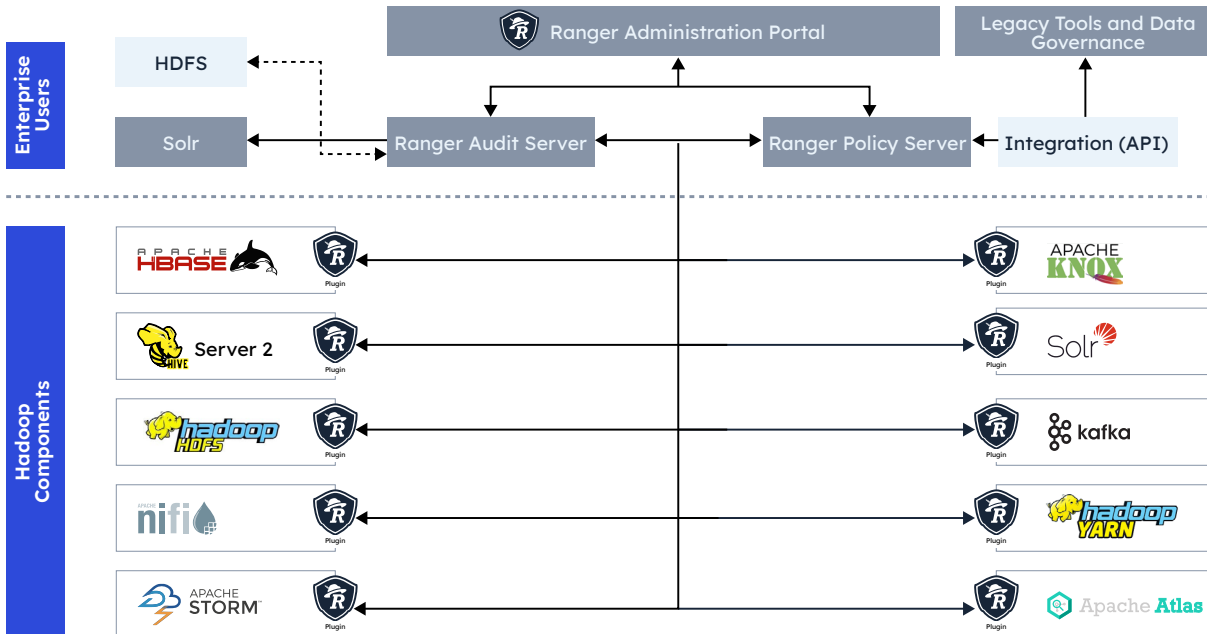 Enterprise
Users
HDFS
Solr
R Ranger Administration Portal
Legacy Tools and Data
Governance
Ranger Audit Server
Ranger Policy Server
Integration (API)
Hadoop
Components
APACHE
HBASE
R
Plugin
R
Plugin
APACHE
KNOX
HIVE
Server 2
R
Plugin
R
Plugin
Solr
hadoop
HDFS
R
Plugin
R
Plugin
kafka
APACHE
nifi
R
Plugin
R
Plugin
hadoop
YARN
APACHE
STORM™
R
Plugin
R
Plugin
Apache Atlas